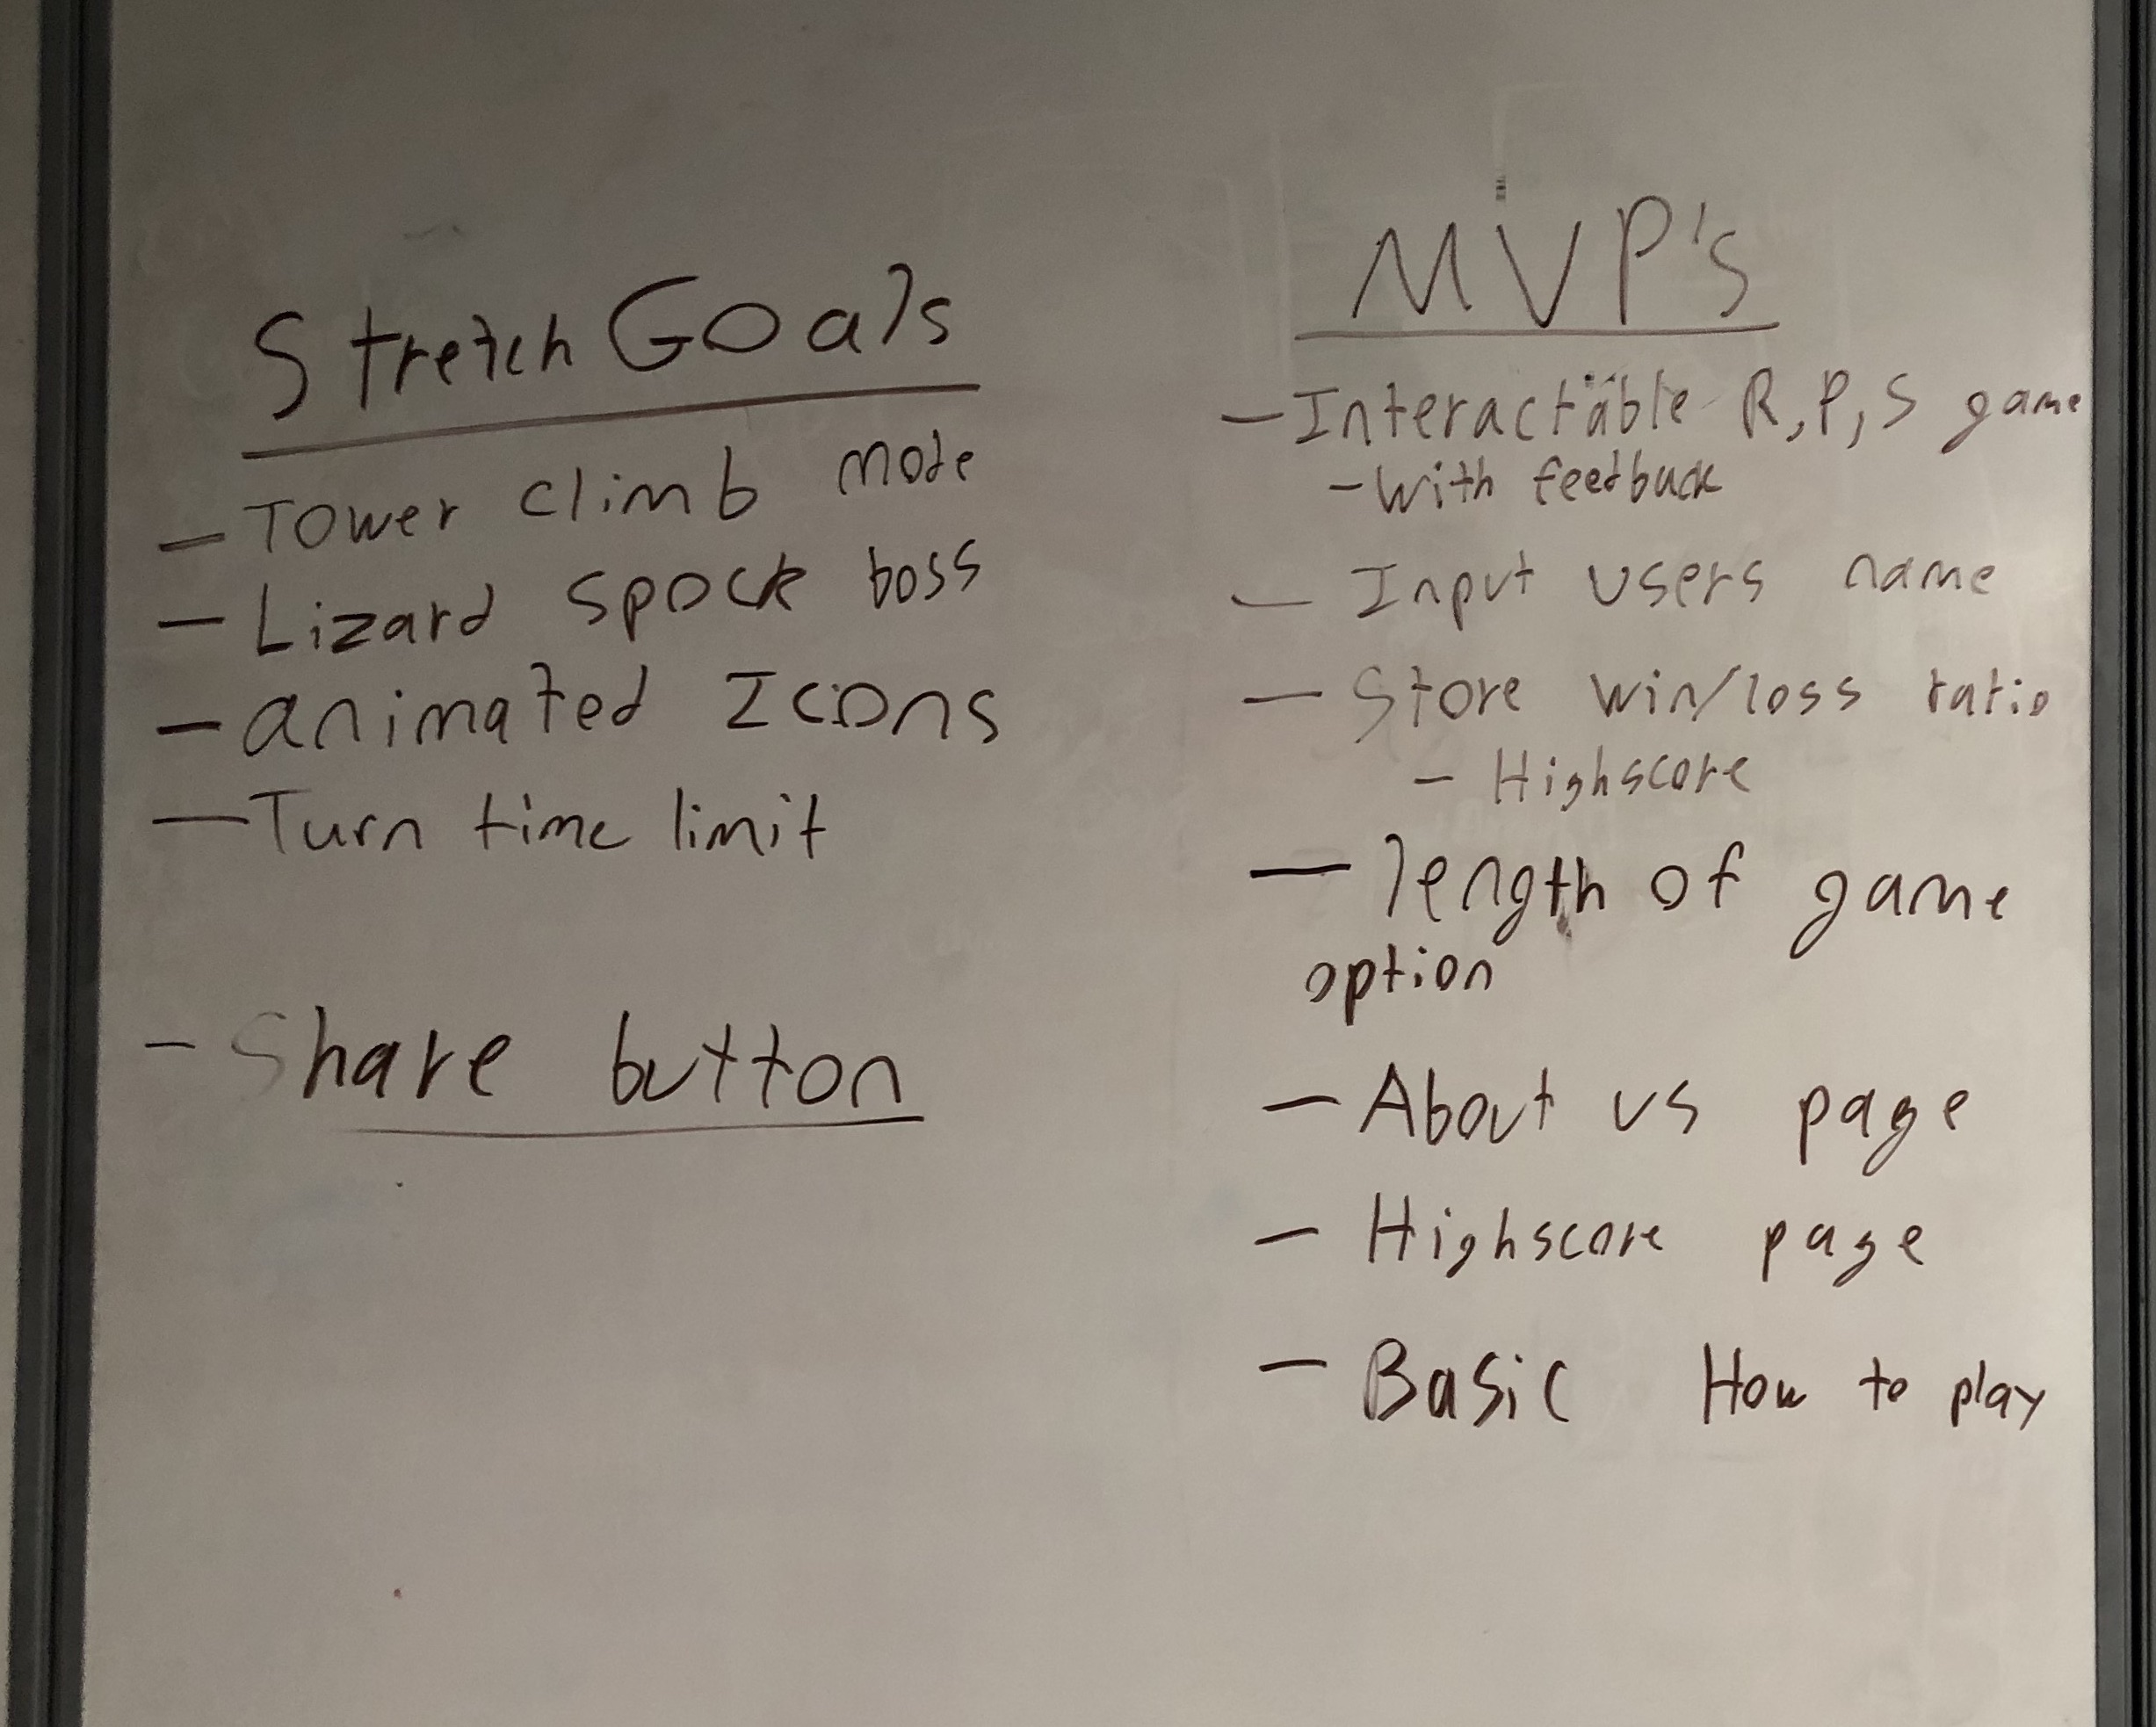 Stretch Goals
- Tower climb mode
- Lizard spock boss
- animated Icons
- Turn time limit
- Share button
MVP's
- Interactable R,P,S game
- With feedback
- Input users name
- Store win/loss ratio
- Highscore
- length of game
option
- About us page
- Highscore page
- Basic How to play